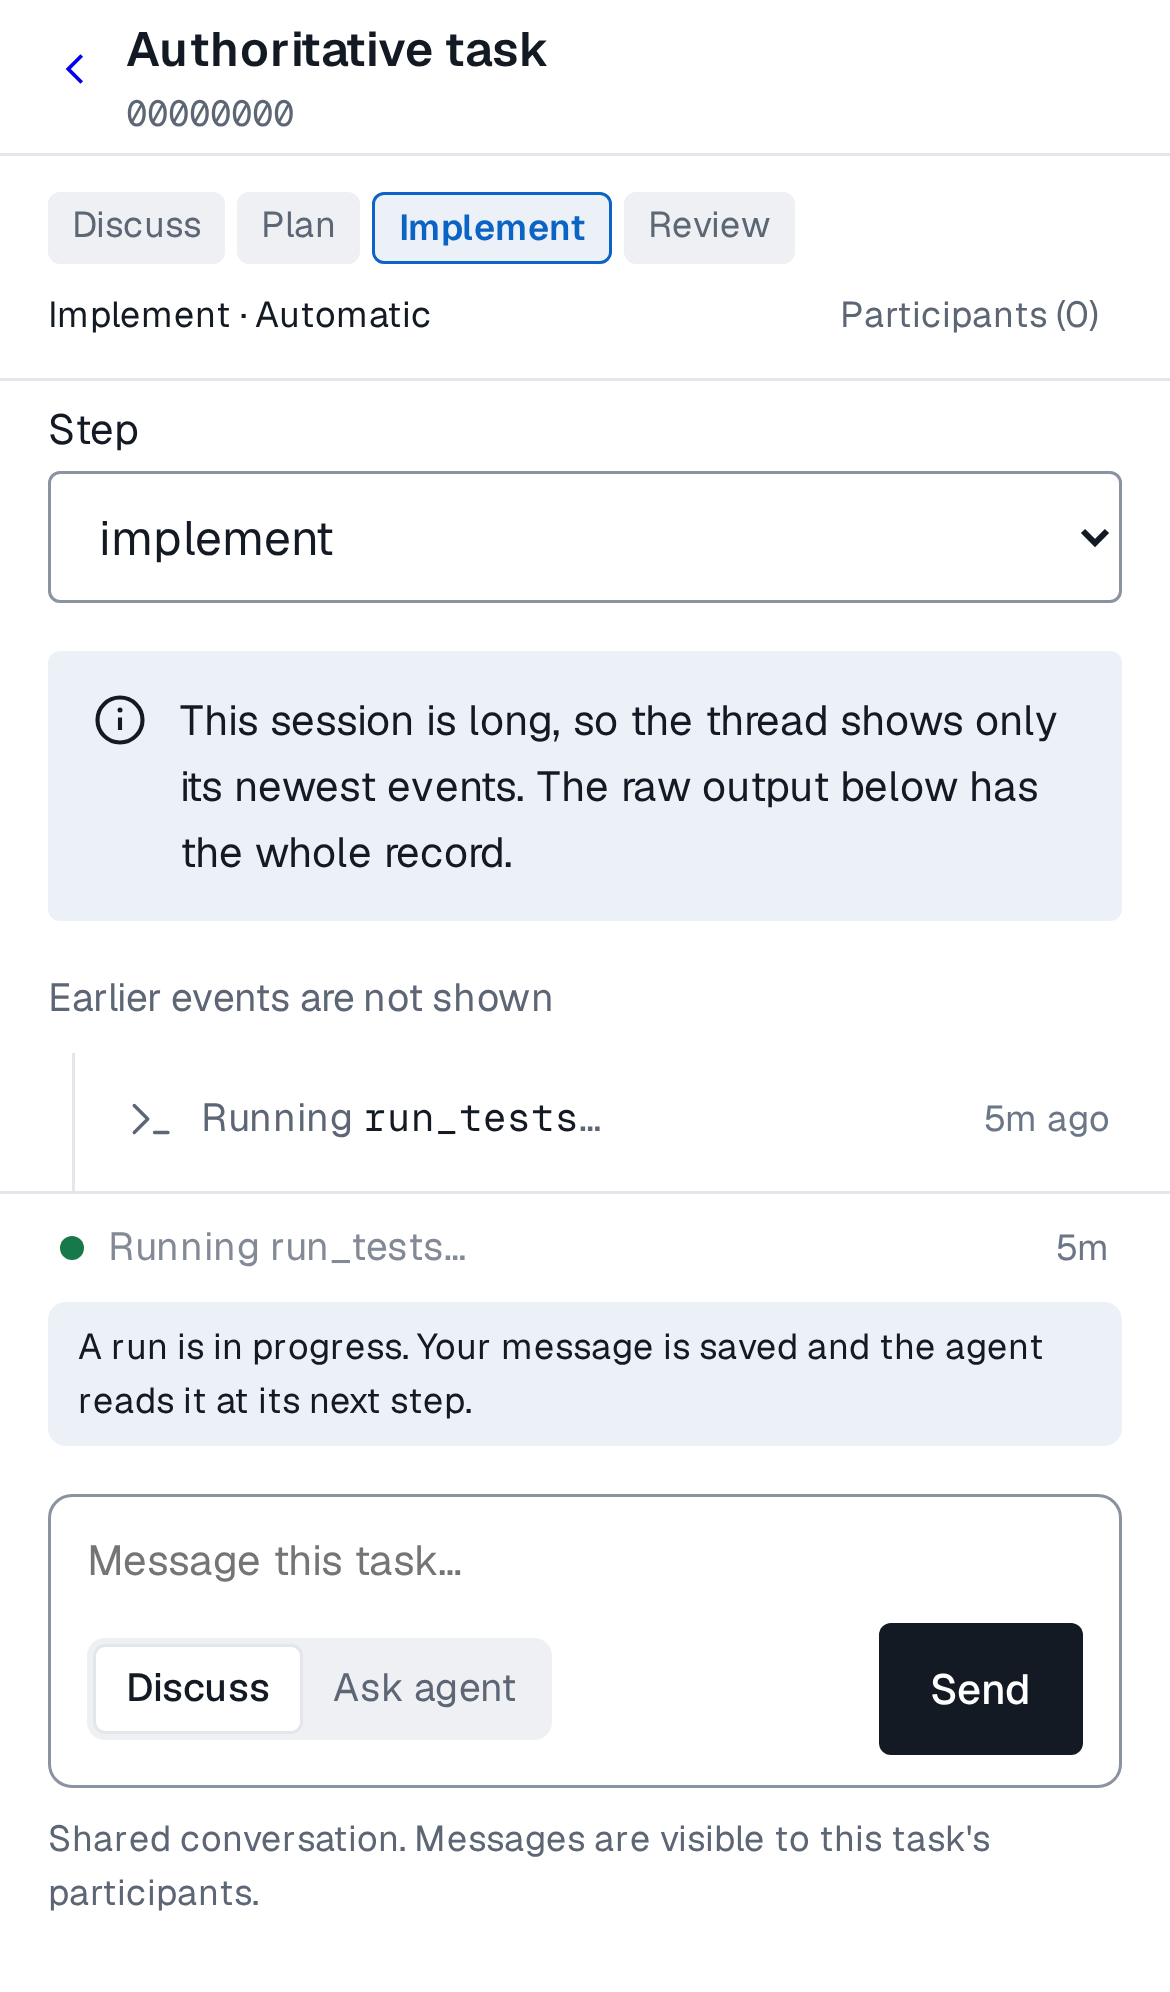 Authoritative task
00000000
Discuss Plan Implement Review
Implement · Automatic Participants (0)
Step
implement
This session is long, so the thread shows only
its newest events. The raw output below has
the whole record.
Earlier events are not shown
Running run_tests… 5m ago
Running run_tests… 5m
A run is in progress. Your message is saved and the agent
reads it at its next step.
Message this task…
Discuss Ask agent Send
Shared conversation. Messages are visible to this task's
participants.